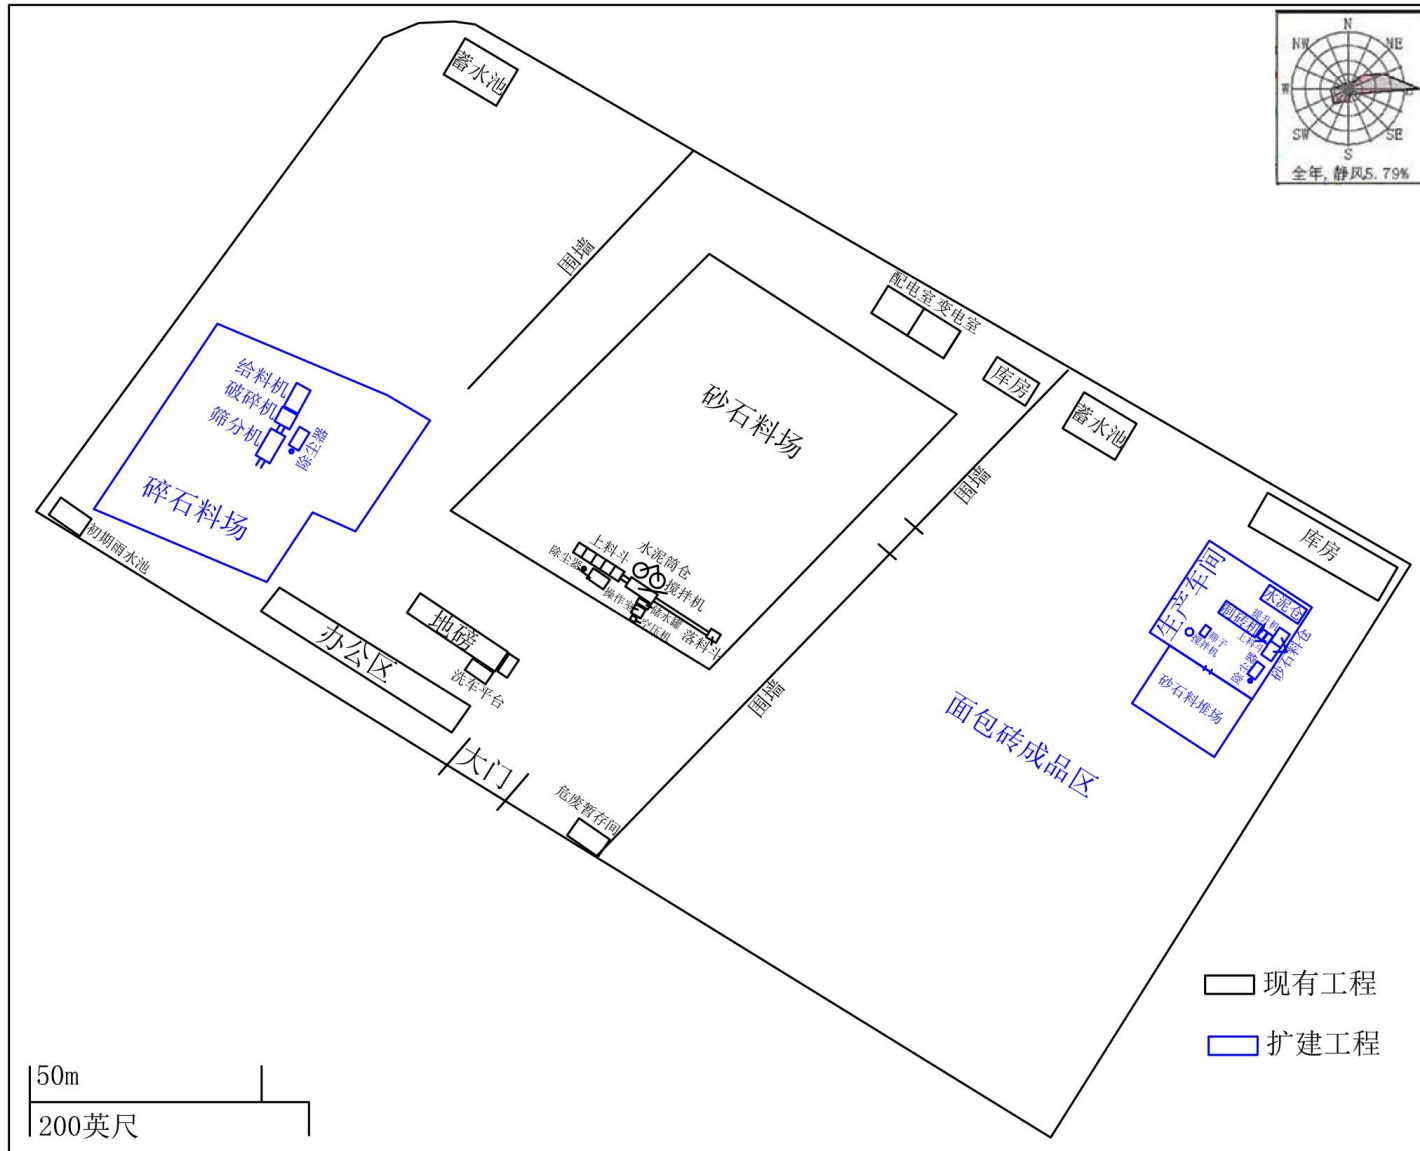 N
NW
NE
W
E
SW
SE
S
全年,静风5.79%
蓄水池
围墙
配电室
变电室
库房
蓄水池
砂石料场
围墙
给料机
破碎机
筛分机
除尘器
碎石料场
初期雨水池
上料斗
水泥筒仓
除尘器
操作室
搅拌机
储水罐
空压机
落料斗
库房
生产车间
水泥仓
制砖机
提升机
上料斗
筛子
搅拌机
除尘器
砂石料仓
砂石料堆场
办公区
地磅
洗车平台
围墙
大门
危废暂存间
面包砖成品区
现有工程
扩建工程
50m
200英尺